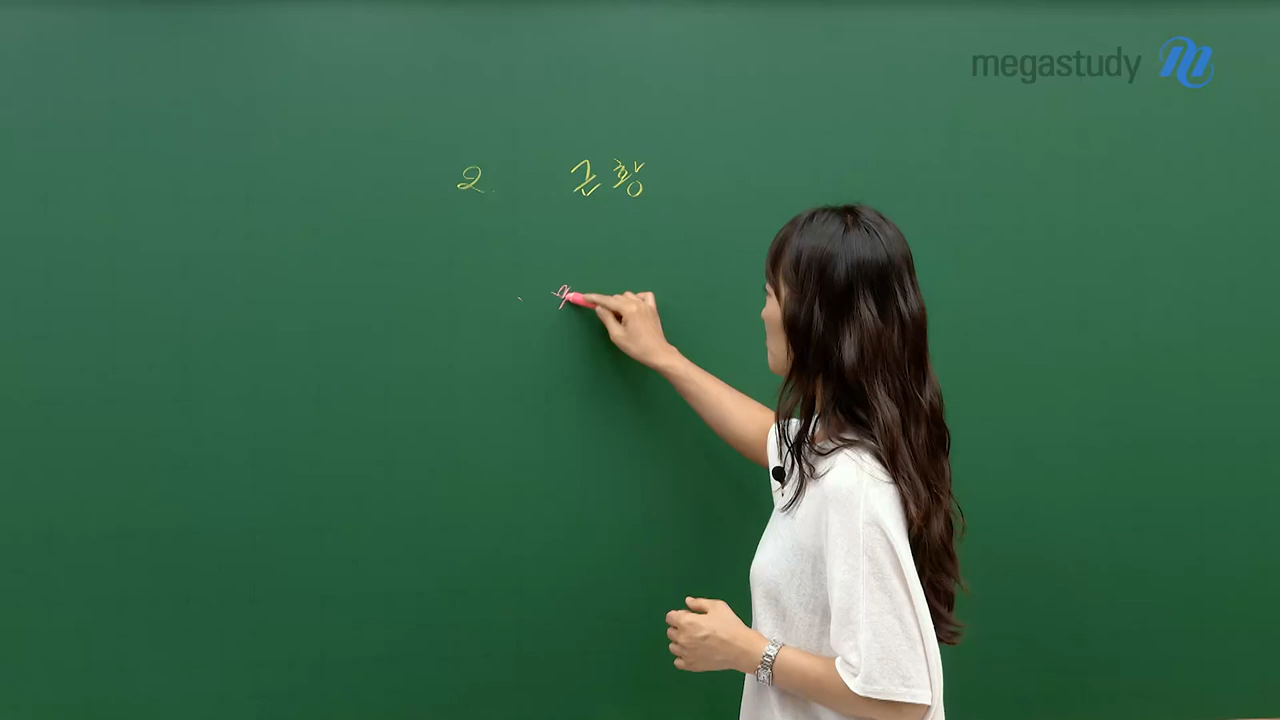 megastudy
2. 근황